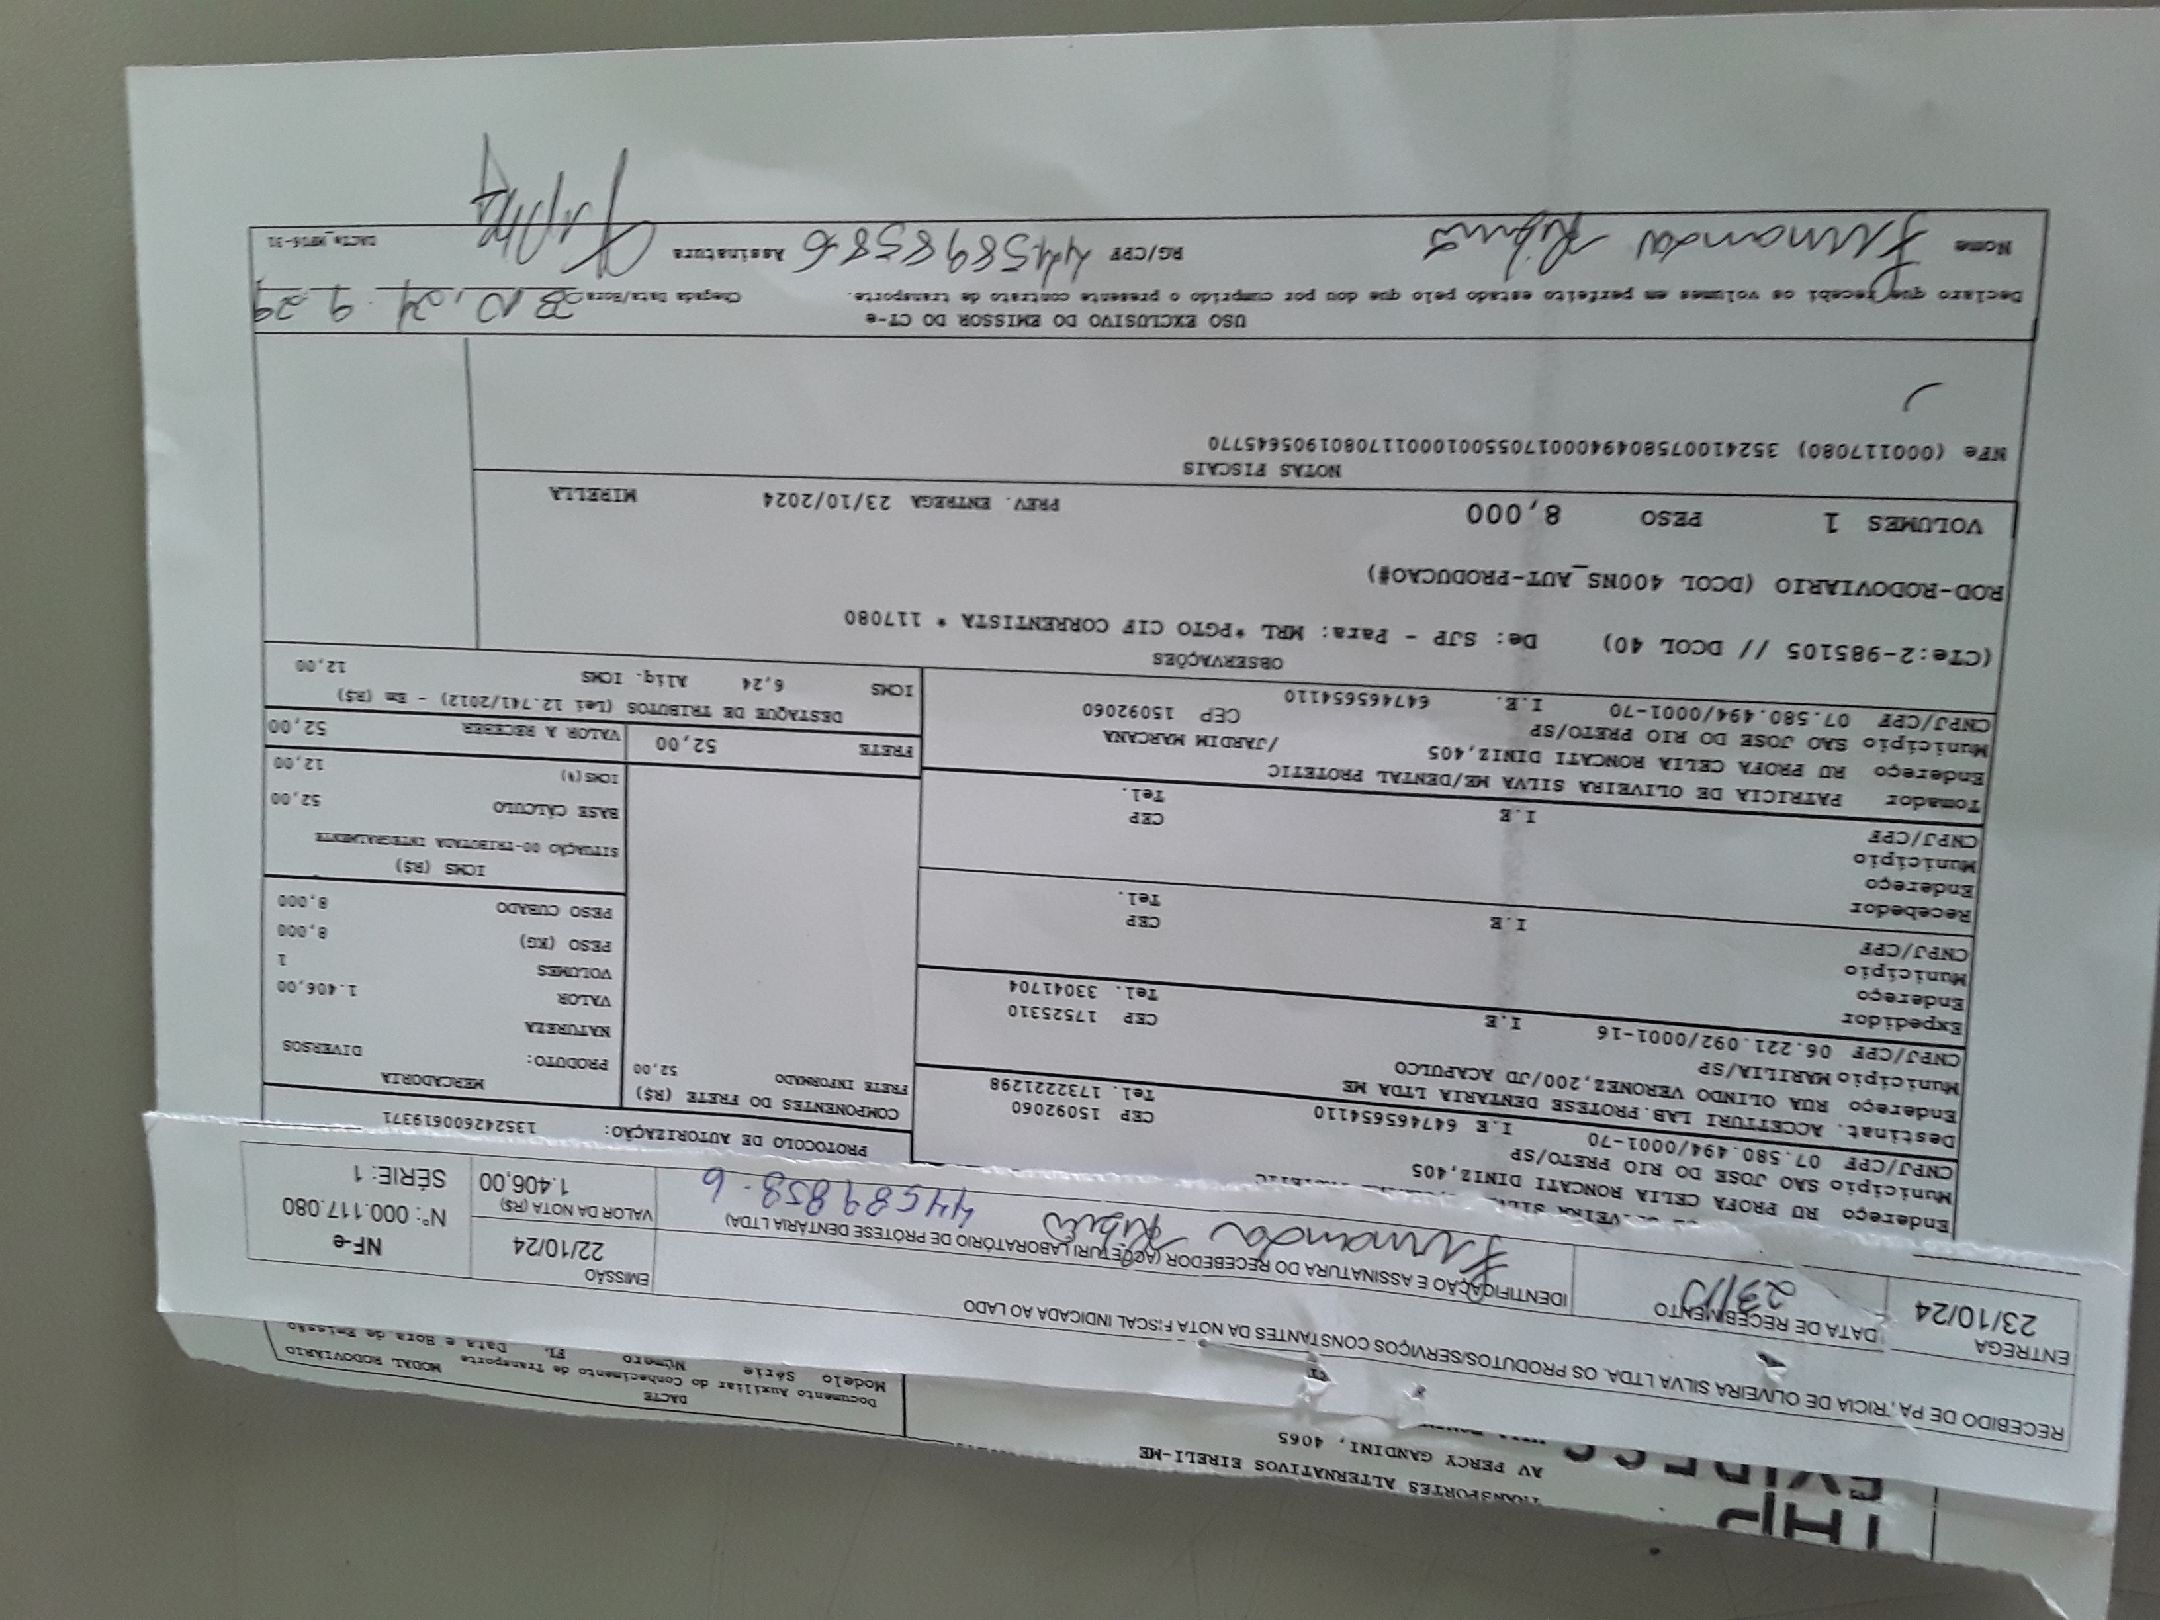 TRANSPORTES ALTERNATIVOS EIRELI-ME
AV PERCY GANDINI, 4065
DACTE
Documento Auxiliar do Conhecimento de Transporte MODAL RODOVIÁRIO
Modelo Série Número Fl. Data e Hora de Emissão
RECEBIDO DE PATRICIA DE OLIVEIRA SILVA LTDA. OS PRODUTOS/SERVIÇOS CONSTANTES DA NOTA FISCAL INDICADA AO LADO
ENTREGA
23/10/24
DATA DE RECEBIMENTO
23/10
IDENTIFICAÇÃO E ASSINATURA DO RECEBEDOR (ACCETURI LABORATÓRIO DE PRÓTESE DENTÁRIA LTDA)
Fernanda Ribeiro 44589858-6
EMISSÃO
22/10/24
VALOR DA NOTA (R$)
1.406,00
NF-e
Nº: 000.117.080
SÉRIE: 1
Endereço RU PROFA CELIA RONCATI DINIZ,405
Município SAO JOSE DO RIO PRETO/SP CEP 15092060
CNPJ/CPF 07.580.494/0001-70 I.E 647465654110 Tel. 1732221298
Destinat. ACCETTURI LAB.PROTESE DENTARIA LTDA ME
Endereço RUA OLINDO VERONEZ,200/JD ACAPULCO
Município MARILIA/SP CEP 17525310
CNPJ/CPF 06.221.092/0001-16 I.E Tel. 33041704
Expedidor
Endereço
Município CEP
CNPJ/CPF I.E Tel.
Recebedor
Endereço
Município CEP
CNPJ/CPF I.E Tel.
Tomador PATRICIA DE OLIVEIRA SILVA ME/DENTAL PROTETIC
Endereço RU PROFA CELIA RONCATI DINIZ,405 /JARDIM MARCANA
Município SAO JOSE DO RIO PRETO/SP CEP 15092060
CNPJ/CPF 07.580.494/0001-70 I.E. 647465654110
PROTOCOLO DE AUTORIZAÇÃO: 135242600619371
COMPONENTES DO FRETE (R$)
FRETE INFORMADO 52,00
MERCADORIA
PRODUTO: DIVERSOS
NATUREZA
VALOR 1.406,00
VOLUMES 1
PESO (KG) 8,000
PESO CUBADO 8,000
ICMS (R$)
SITUAÇÃO 00-TRIBUTADA INTEGRALMENTE
BASE CÁLCULO 52,00
ICMS(%) 12,00
FRETE 52,00 VALOR A RECEBER 52,00
DESTAQUE DE TRIBUTOS (Lei 12.741/2012) - Em (R$)
ICMS 6,24 Aliq. ICMS 12,00
OBSERVAÇÕES
(CTe:2-985105 // DCOL 40) De: SJP - Para: MRL *PGTO CIF CORRENTISTA * 117080
ROD-RODOVIARIO (DCOL 400NS_AUT-PRODUCAO#)
VOLUMES 1 PESO 8,000 PREV. ENTREGA 23/10/2024 MIRELLA
NOTAS FISCAIS
NFe (000117080) 35241007580494000170550010001170801905645770
USO EXCLUSIVO DO EMISSOR DO CT-e
Declaro que recebi os volumes em perfeito estado pelo que dou por cumprido o presente contrato de transporte. Chegada Data/Hora: 23 10,24 9:29
Nome Fernanda Ribeiro RG/CPF 44589858-6 Assinatura